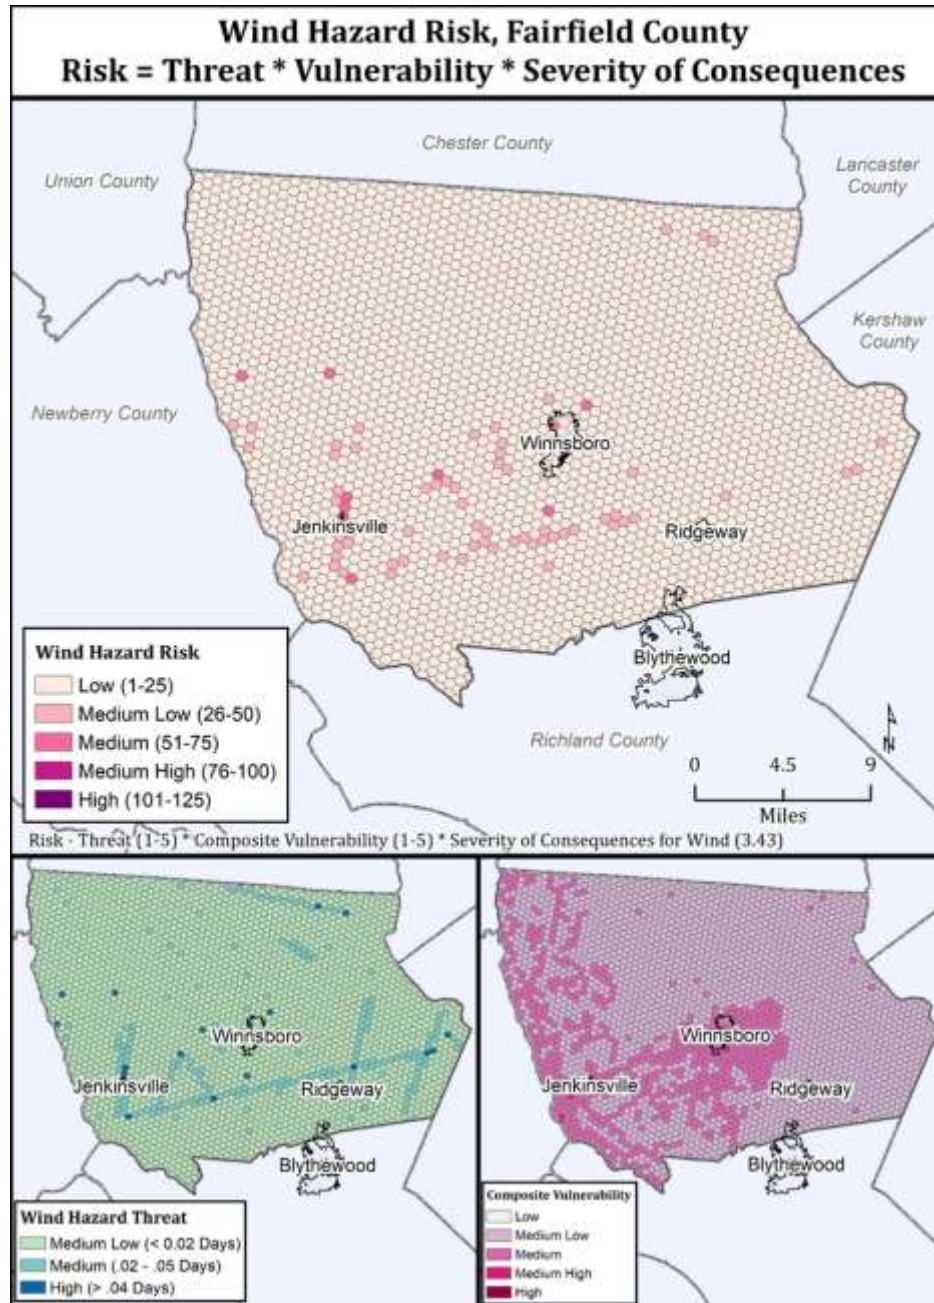 Wind Hazard Risk, Fairfield County
Risk = Threat * Vulnerability * Severity of Consequences
Chester County
Union County
Lancaster
County
Kershaw
County
Newberry County
Winnsboro
Jenkinsville
Ridgeway
Blythewood
Richland County
N
0 4.5 9
Miles
Wind Hazard Risk
Low (1-25)
Medium Low (26-50)
Medium (51-75)
Medium High (76-100)
High (101-125)
Risk - Threat (1-5) * Composite Vulnerability (1-5) * Severity of Consequences for Wind (3.43)
Winnsboro
Jenkinsville
Ridgeway
Blythewood
Wind Hazard Threat
Medium Low (< 0.02 Days)
Medium (.02 - .05 Days)
High (> .04 Days)
Winnsboro
Jenkinsville
Ridgeway
Blythewood
Composite Vulnerability
Low
Medium Low
Medium
Medium High
High